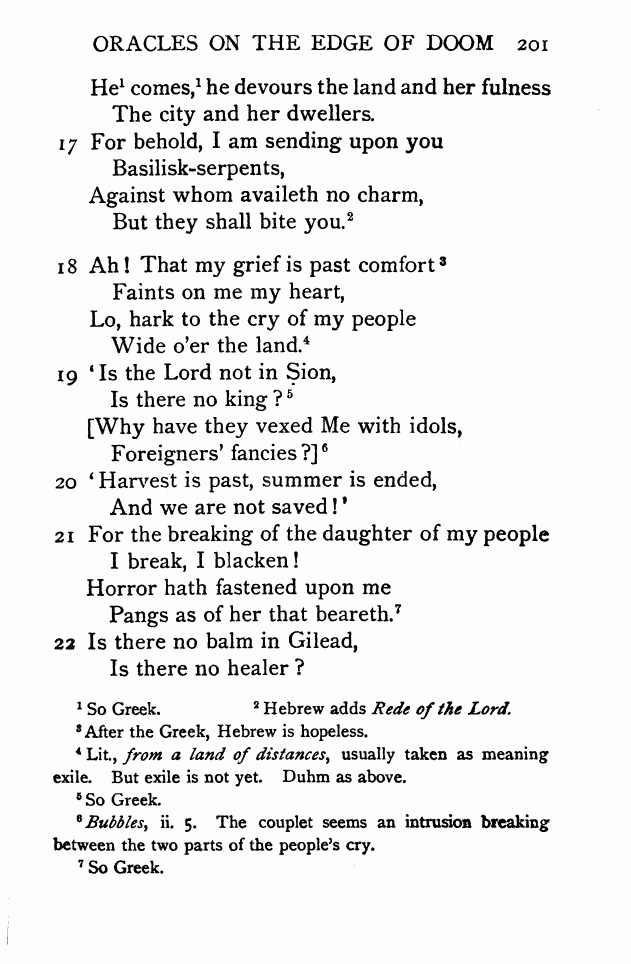 ORACLES ON THE EDGE OF DOOM 201
He¹ comes,¹ he devours the land and her fulness
The city and her dwellers.
17 For behold, I am sending upon you
Basilisk-serpents,
Against whom availeth no charm,
But they shall bite you.²
18 Ah! That my grief is past comfort³
Faints on me my heart,
Lo, hark to the cry of my people
Wide o'er the land.⁴
19 ‘Is the Lord not in Ṣion,
Is there no king?⁵
[Why have they vexed Me with idols,
Foreigners' fancies?]⁶
20 ‘Harvest is past, summer is ended,
And we are not saved!’
21 For the breaking of the daughter of my people
I break, I blacken!
Horror hath fastened upon me
Pangs as of her that beareth.⁷
22 Is there no balm in Gilead,
Is there no healer?
¹ So Greek. ² Hebrew adds Rede of the Lord.
³ After the Greek, Hebrew is hopeless.
⁴ Lit., from a land of distances, usually taken as meaning
exile. But exile is not yet. Duhm as above.
⁵ So Greek.
⁶ Bubbles, ii. 5. The couplet seems an intrusion breaking
between the two parts of the people's cry.
⁷ So Greek.